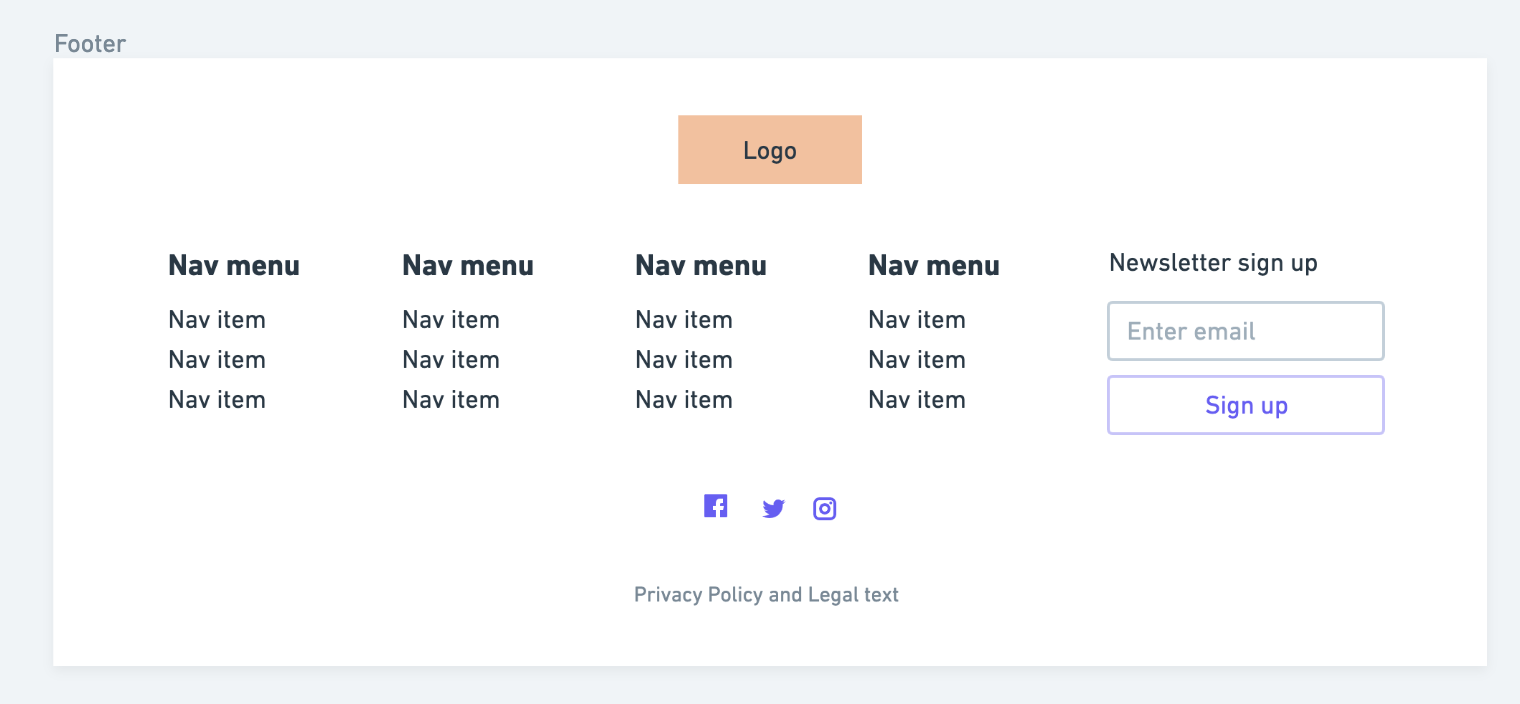 Footer
Logo
Nav menu
Nav item
Nav item
Nav item
Nav menu
Nav item
Nav item
Nav item
Nav menu
Nav item
Nav item
Nav item
Nav menu
Nav item
Nav item
Nav item
Newsletter sign up
Enter email
Sign up
Privacy Policy and Legal text